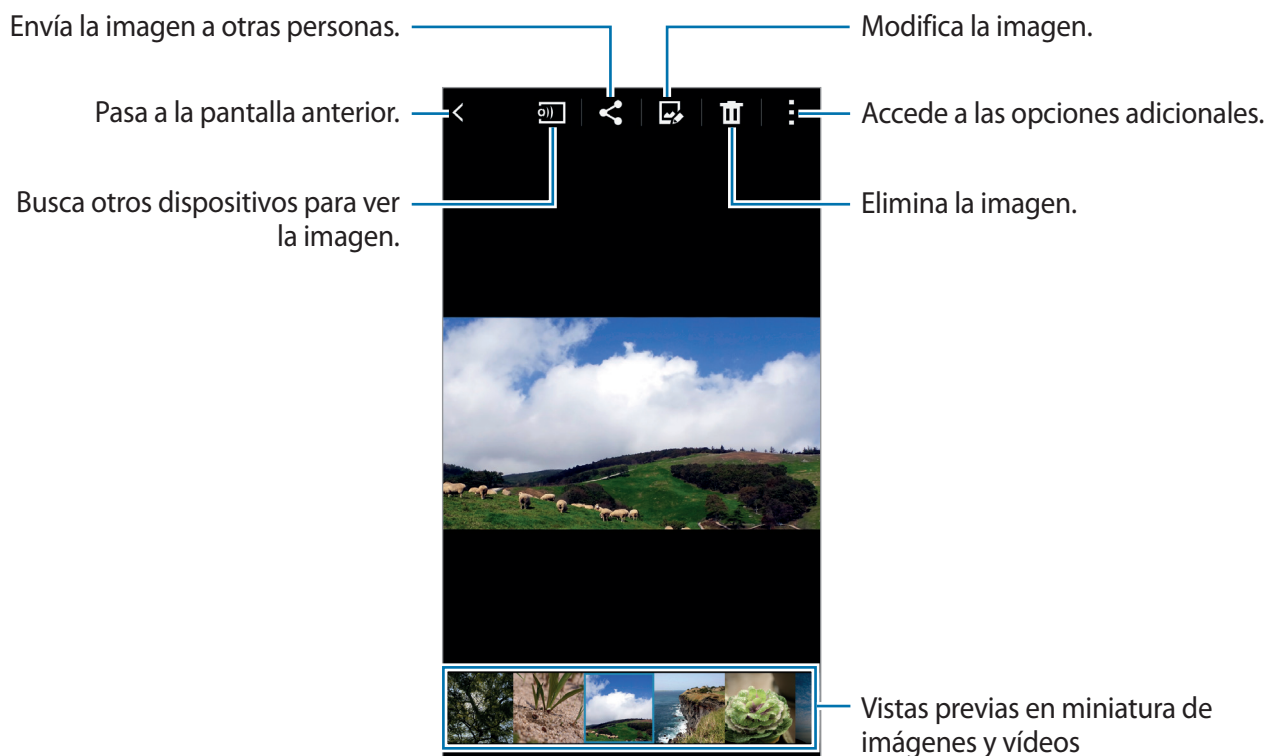 Envía la imagen a otras personas.
Modifica la imagen.
Pasa a la pantalla anterior.
Accede a las opciones adicionales.
Busca otros dispositivos para ver
la imagen.
Elimina la imagen.
Vistas previas en miniatura de
imágenes y vídeos